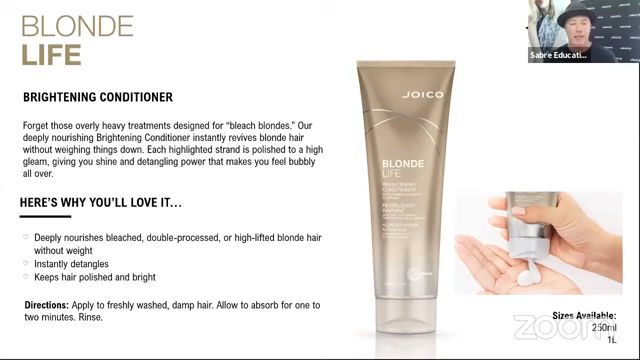 BLONDE
LIFE
BRIGHTENING CONDITIONER
Forget those overly heavy treatments designed for “bleach blondes.” Our
deeply nourishing Brightening Conditioner instantly revives blonde hair
without weighing things down. Each highlighted strand is polished to a high
gleam, giving you shine and detangling power that makes you feel bubbly
all over.
HERE’S WHY YOU’LL LOVE IT…
Deeply nourishes bleached, double-processed, or high-lifted blonde hair
without weight
Instantly detangles
Keeps hair polished and bright
Directions: Apply to freshly washed, damp hair. Allow to absorb for one to
two minutes. Rinse.
JOICO
BLONDE
LIFE
BRIGHTENING
CONDITIONER
Sabre Educati...
Sizes Available:
250ml
1L
zoom